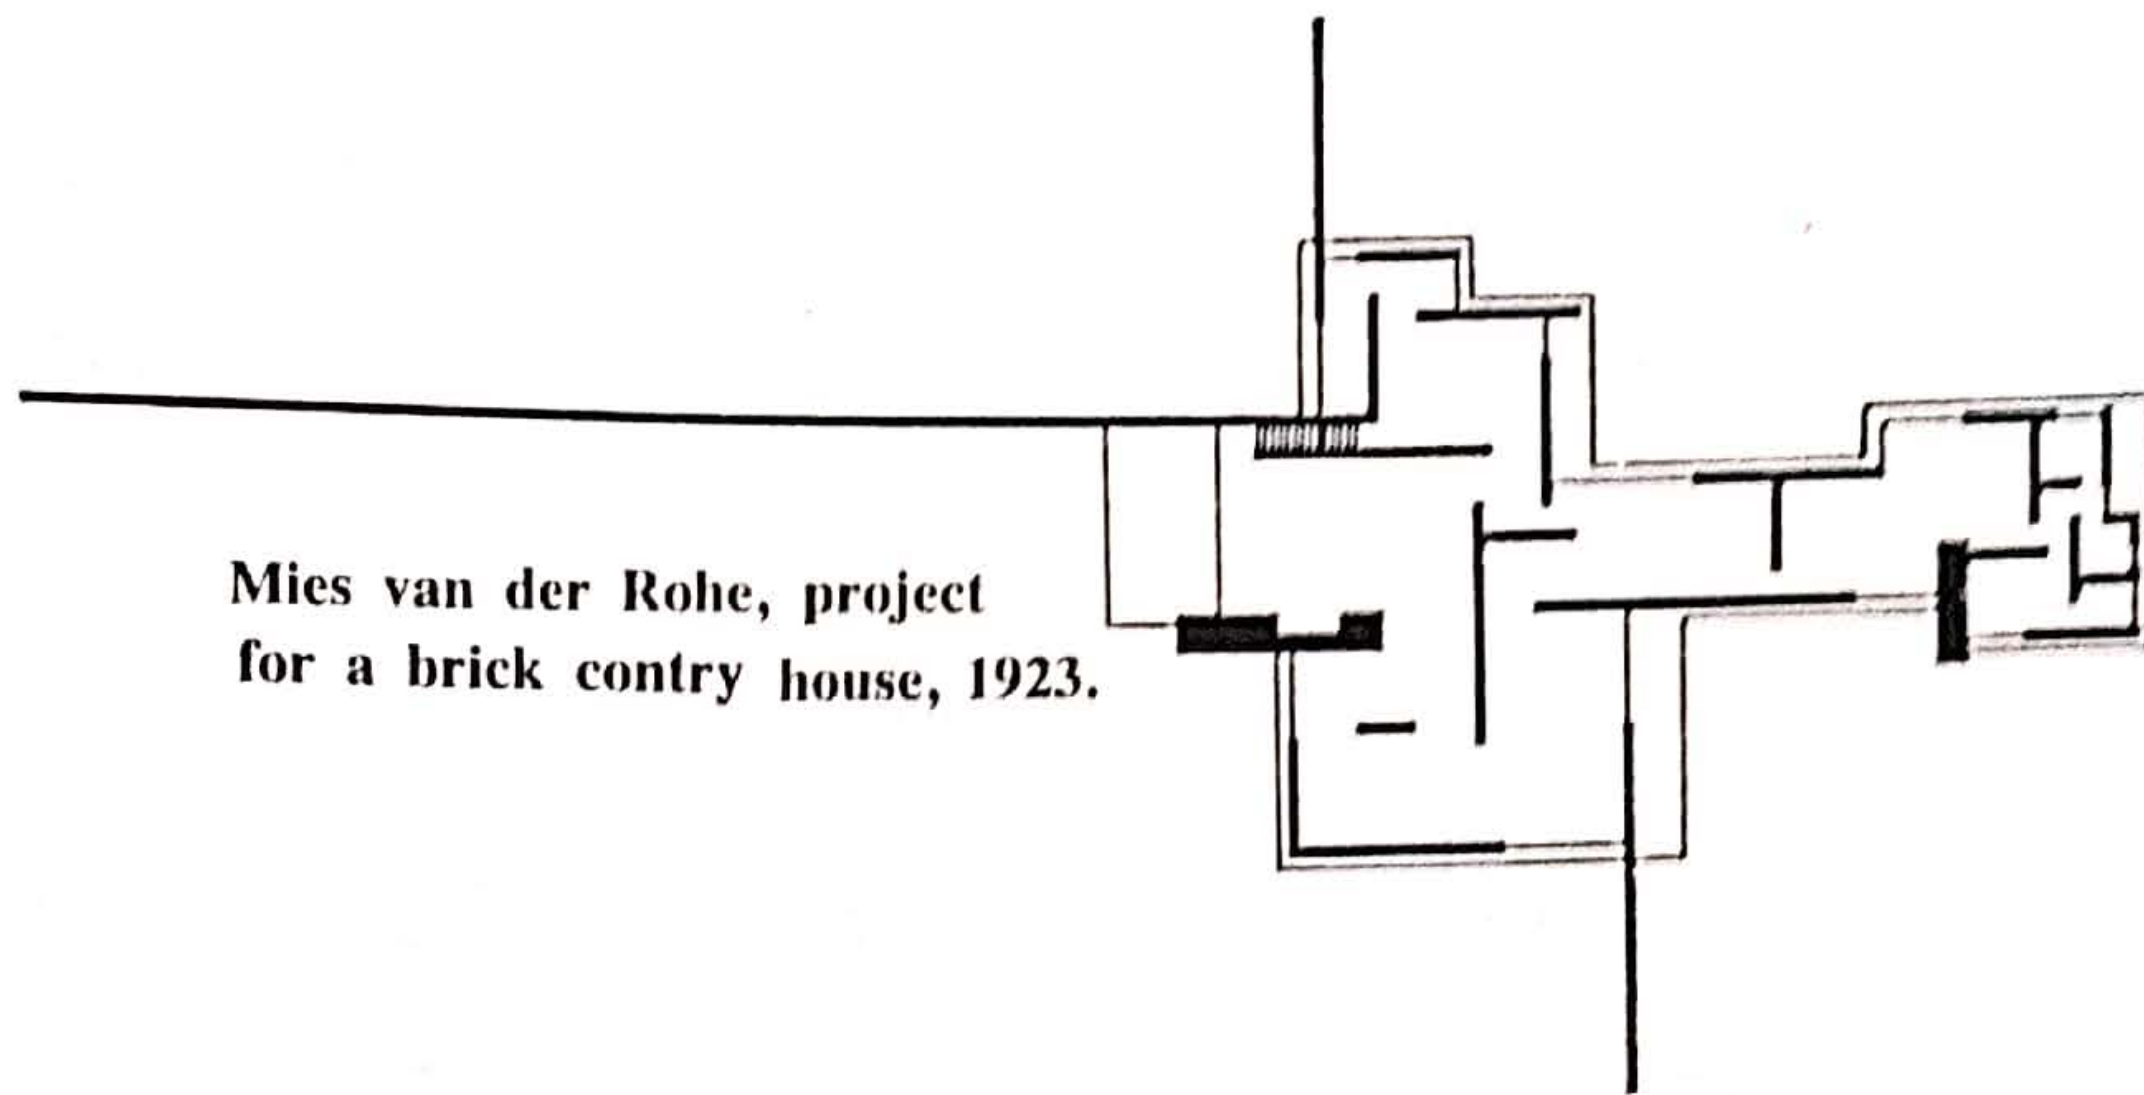 Mies van der Rohe, project
for a brick contry house, 1923.